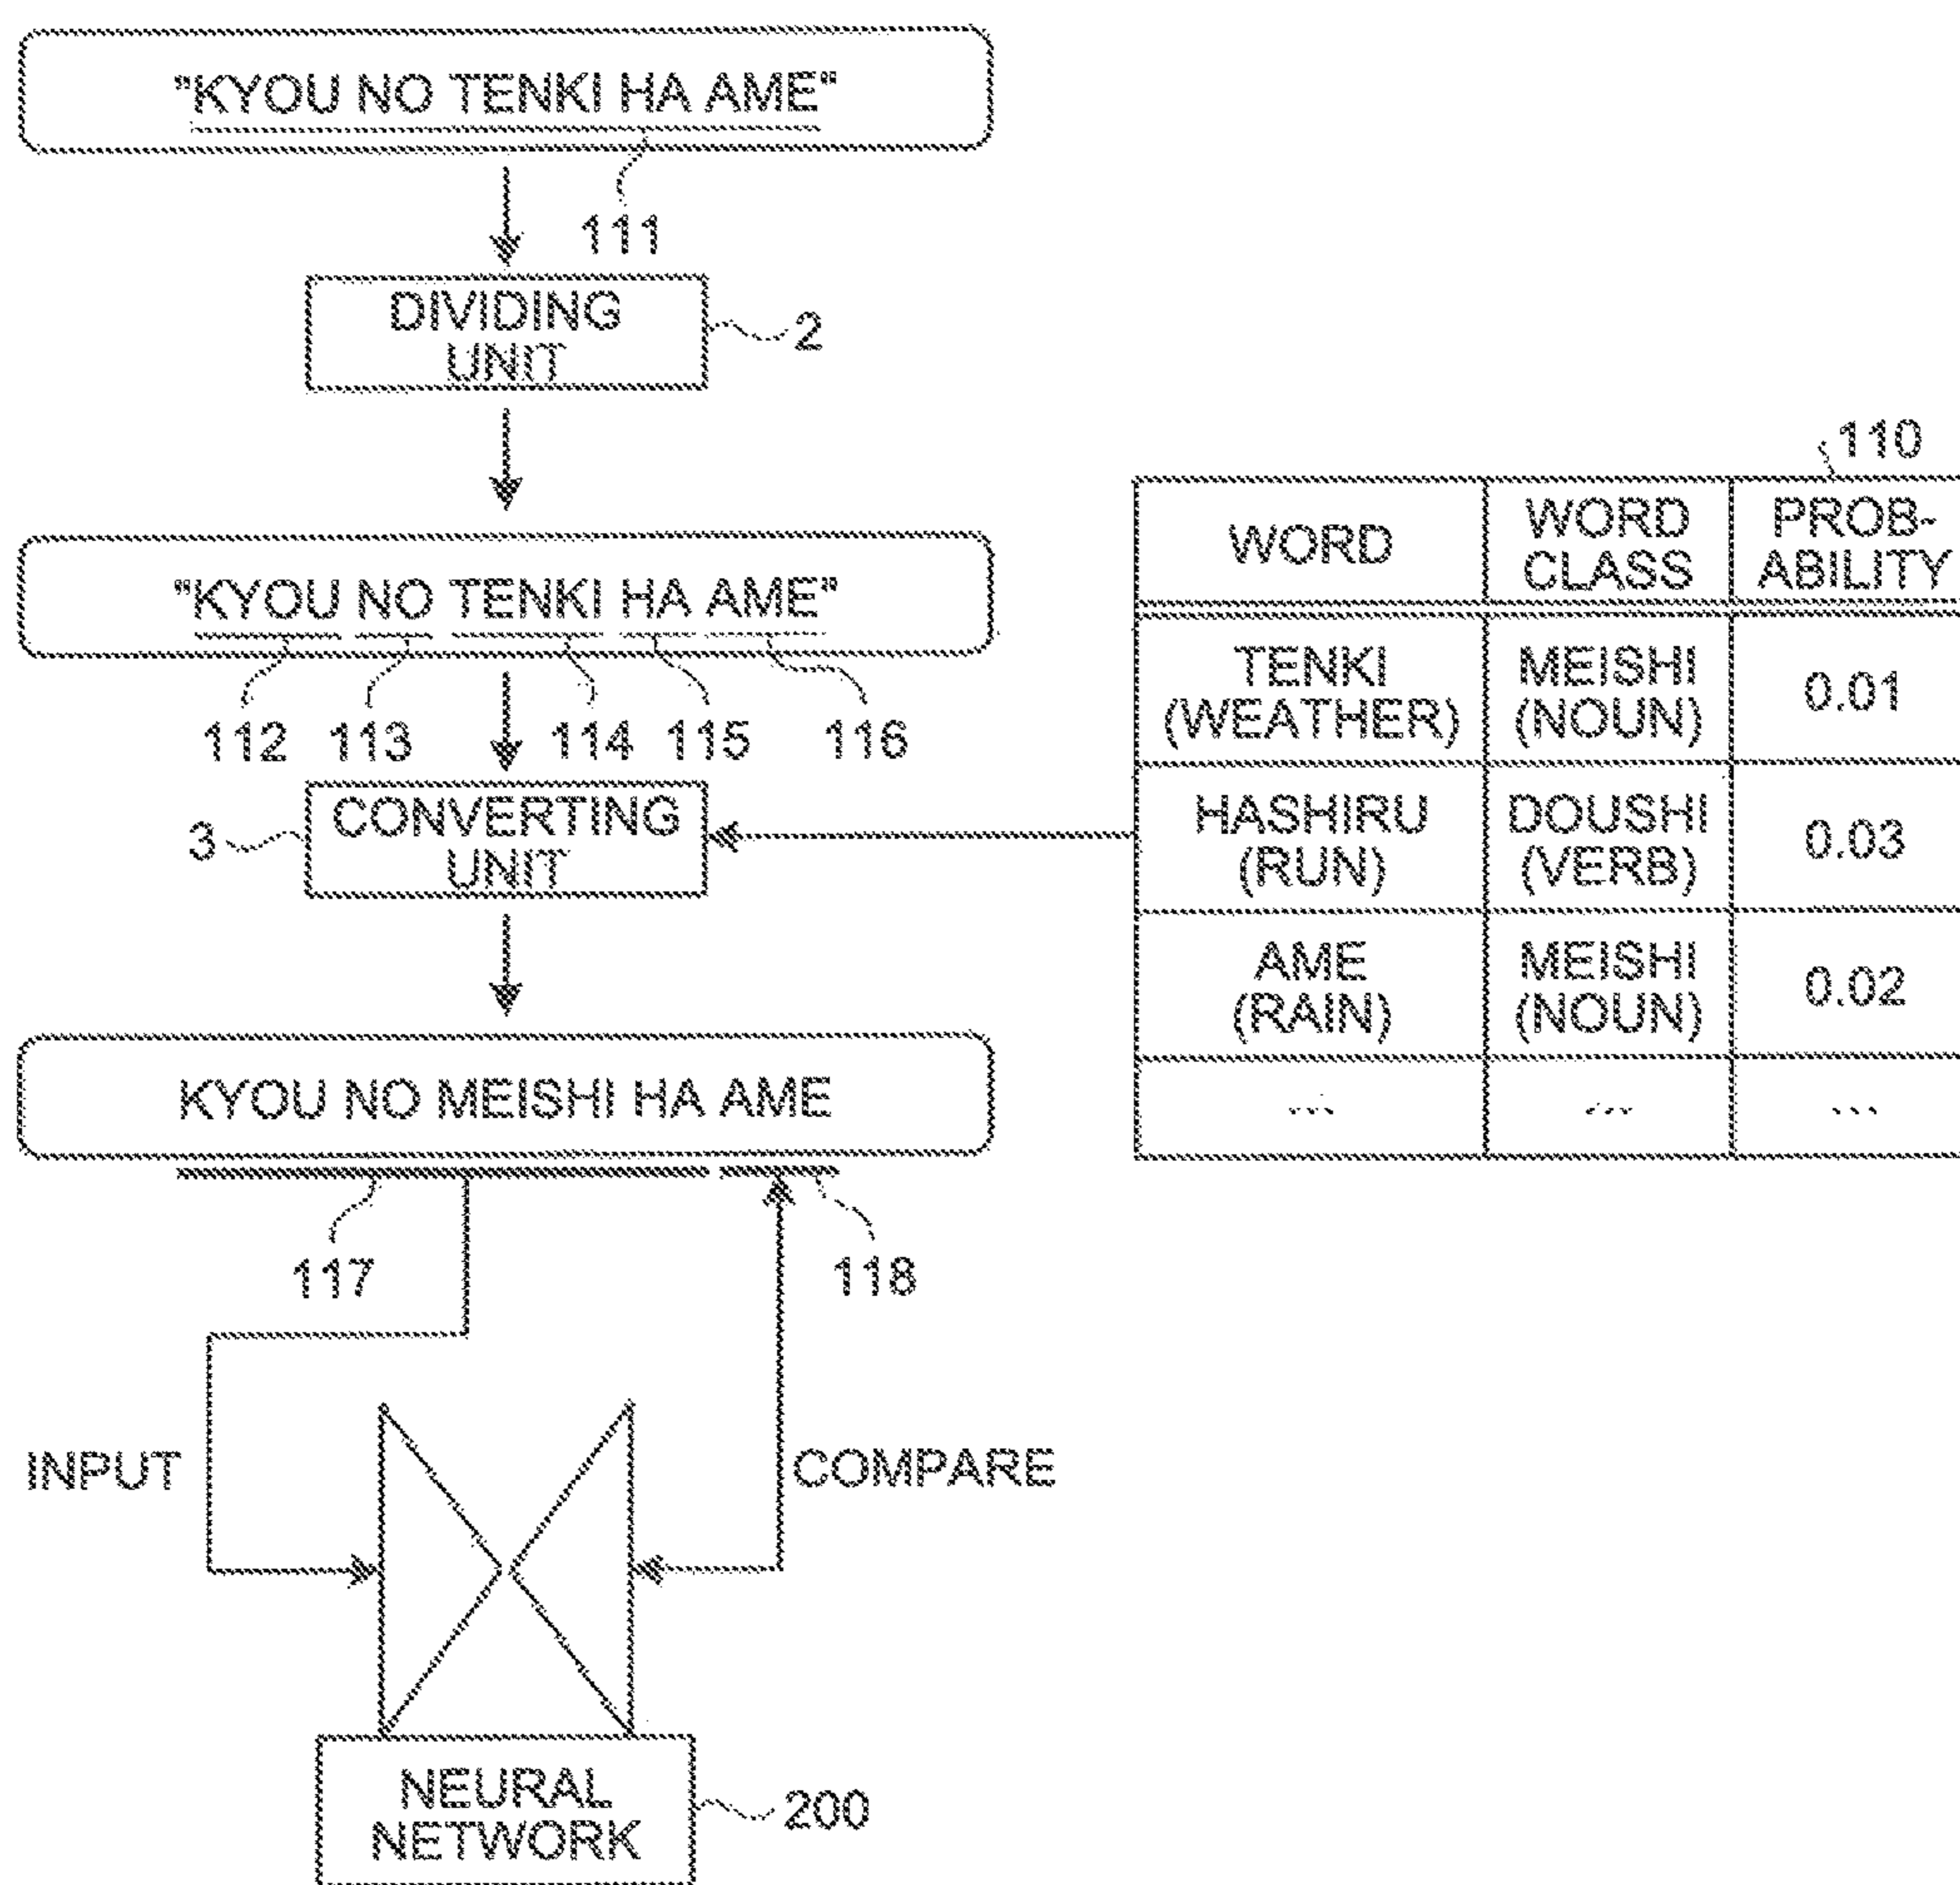 "KYOU NO TENKI HA AME"
111
DIVIDING
UNIT
2
"KYOU NO TENKI HA AME"
112 113 114 115 116
3
CONVERTING
UNIT
110
WORD
WORD
CLASS
PROB-
ABILITY
TENKI
(WEATHER)
MEISHI
(NOUN)
0.01
HASHIRU
(RUN)
DOUSHI
(VERB)
0.03
AME
(RAIN)
MEISHI
(NOUN)
0.02
... ... ...
KYOU NO MEISHI HA AME
117 118
INPUT
COMPARE
NEURAL
NETWORK
200